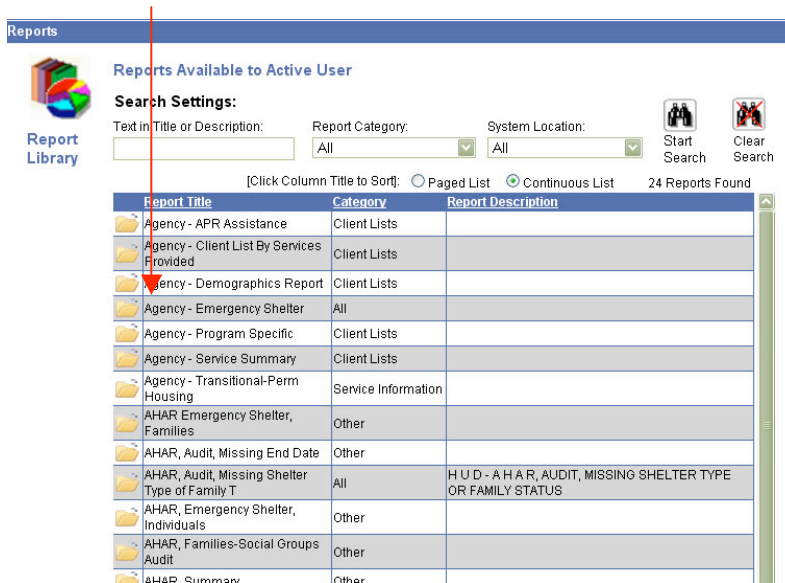 Reports
Reports Available to Active User
Search Settings:
Text in Title or Description:
Report Category:
System Location:
All
All
Start
Search
Clear
Search
Report
Library
[Click Column Title to Sort]:
Paged List
Continuous List
24 Reports Found
Report Title
Category
Report Description
Agency - APR Assistance
Client Lists
Agency - Client List By Services
Provided
Client Lists
Agency - Demographics Report
Client Lists
Agency - Emergency Shelter
All
Agency - Program Specific
Client Lists
Agency - Service Summary
Client Lists
Agency - Transitional-Perm
Housing
Service Information
AHAR Emergency Shelter,
Families
Other
AHAR, Audit, Missing End Date
Other
AHAR, Audit, Missing Shelter
Type of Family T
All
H U D - A H A R, AUDIT, MISSING SHELTER TYPE
OR FAMILY STATUS
AHAR, Emergency Shelter,
Individuals
Other
AHAR, Families-Social Groups
Audit
Other
AHAR, Summary
Other